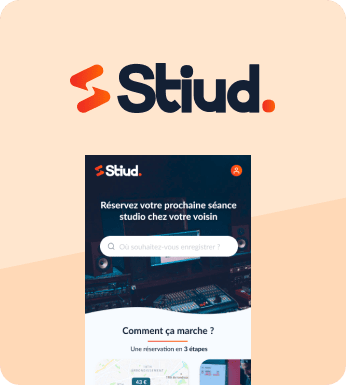 Stiud.
Stiud.
Réservez votre prochaine séance
studio chez votre voisin
Où souhaitez-vous enregistrer ?
Comment ça marche ?
Une réservation en 3 étapes
43 €